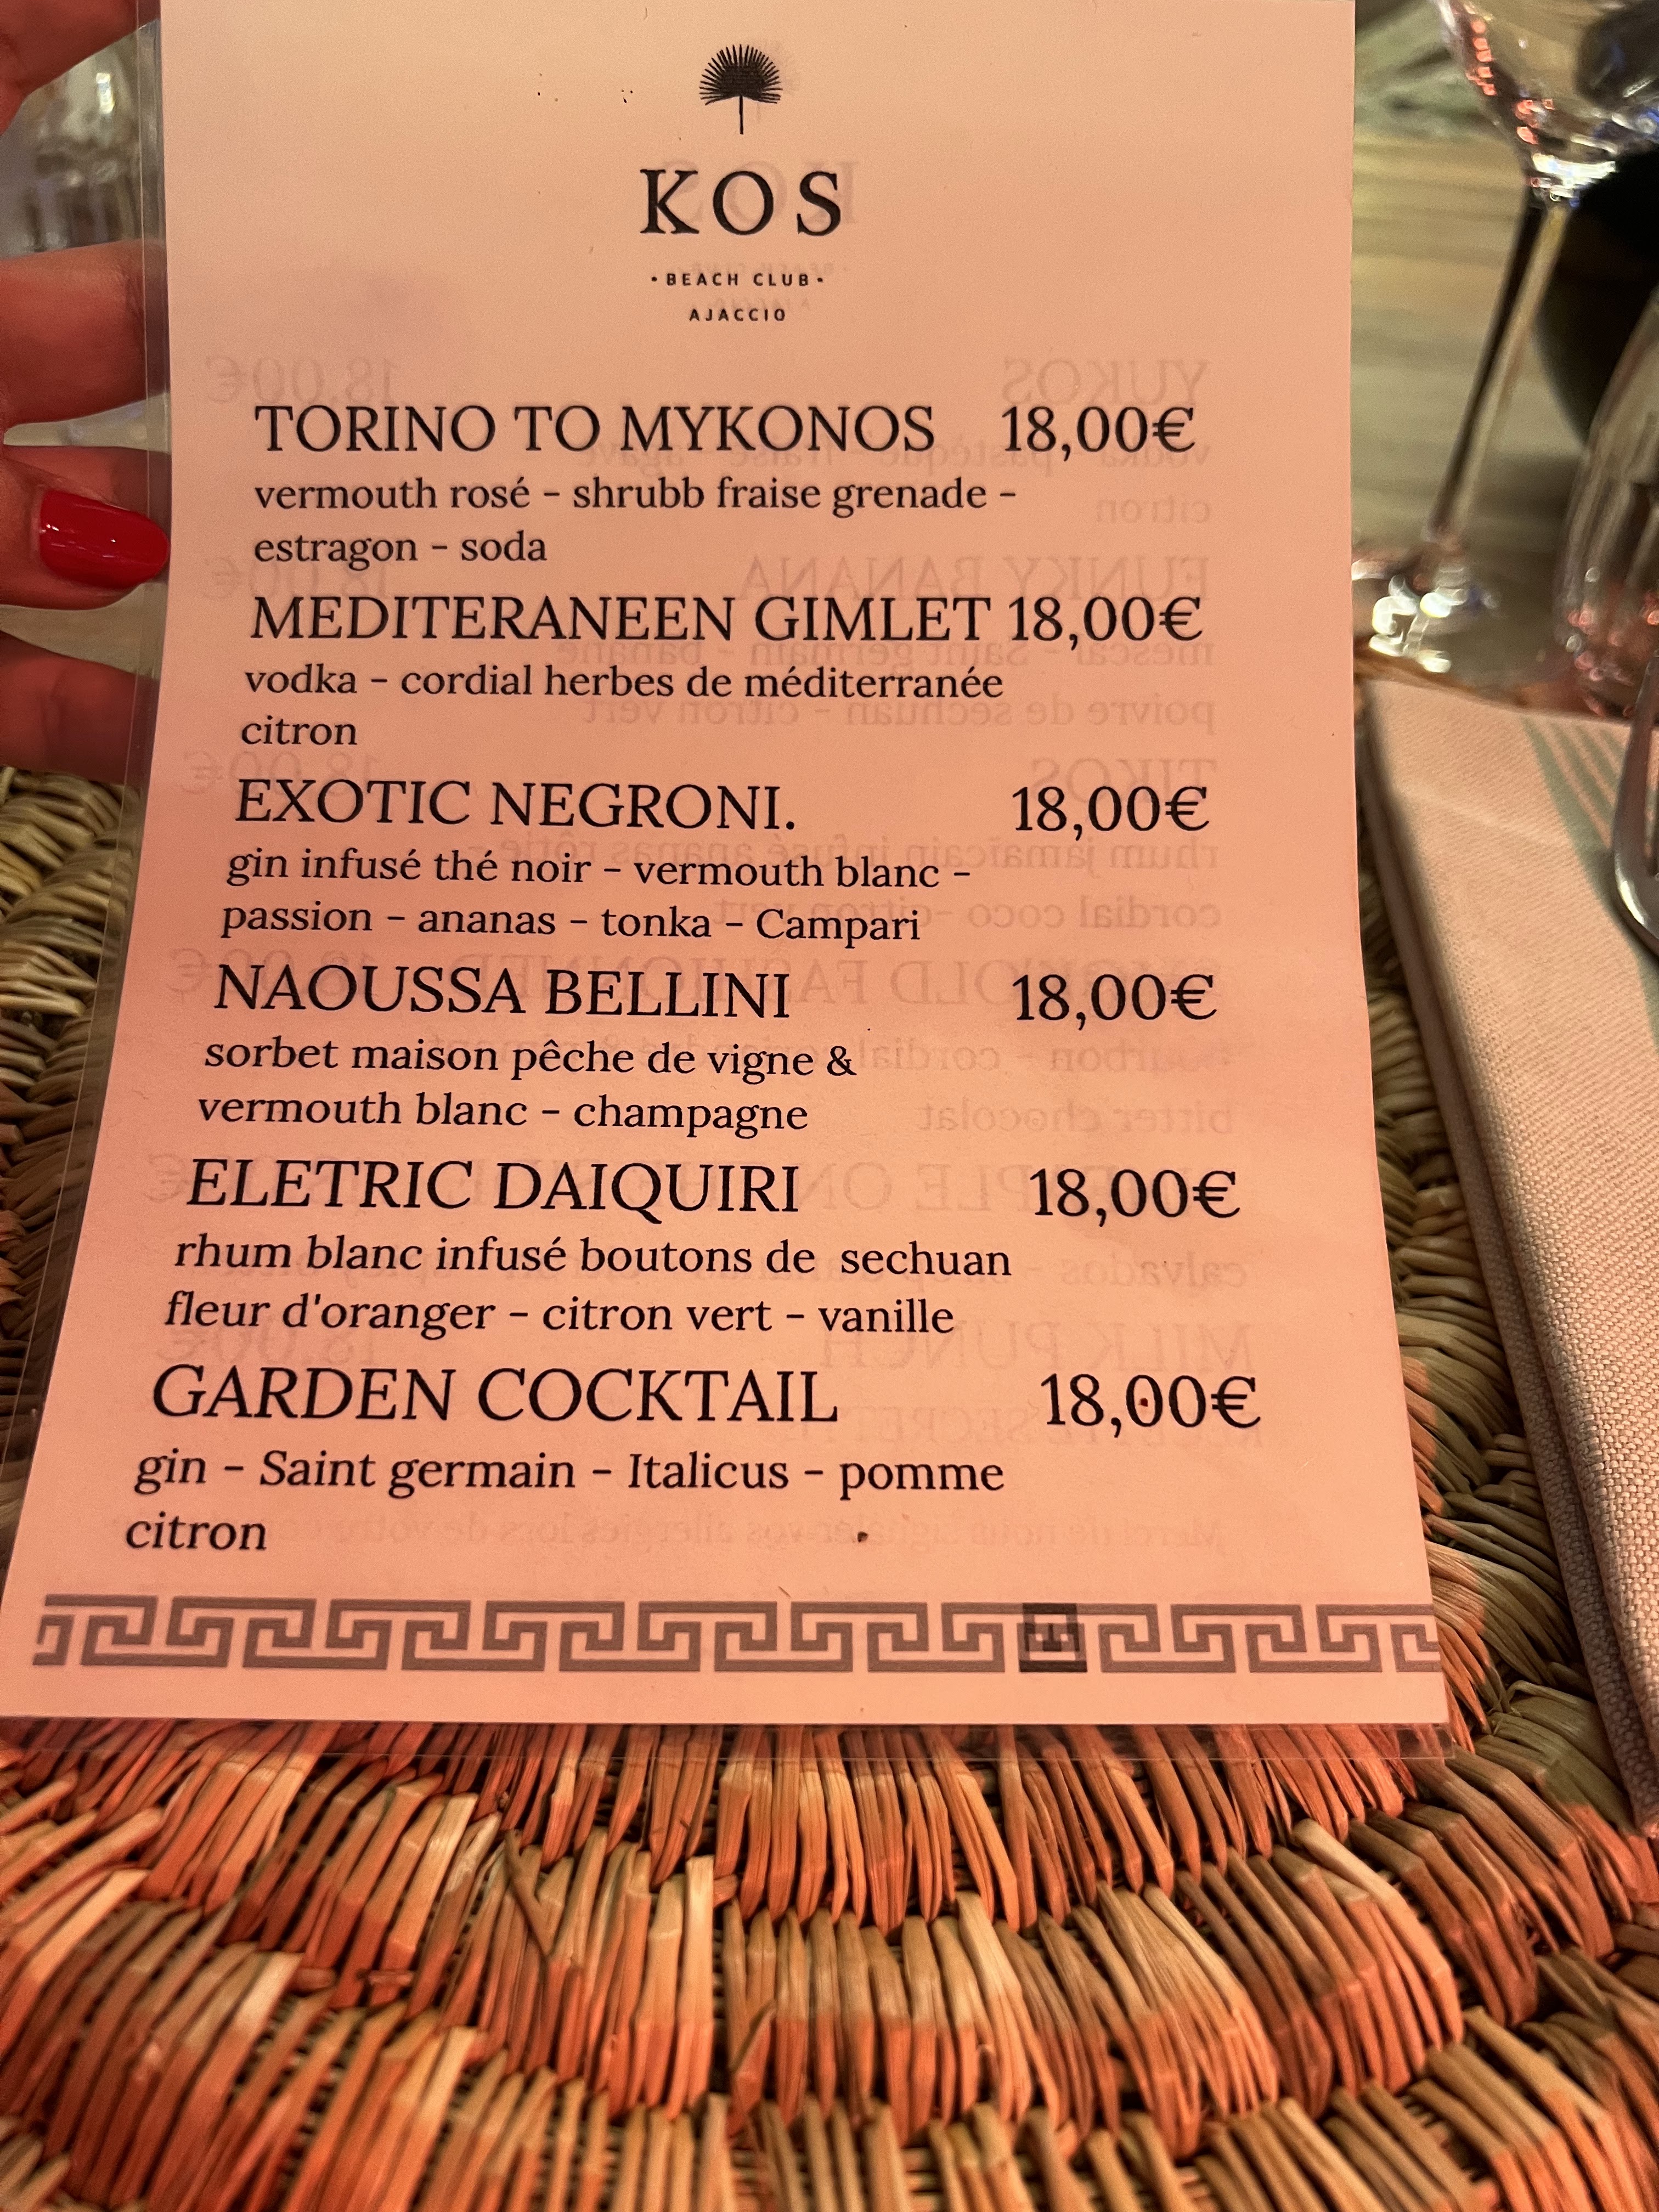 KOS
· BEACH CLUB ·
AJACCIO
TORINO TO MYKONOS 18,00€
vermouth rosé - shrubb fraise grenade -
estragon - soda
MEDITERANEEN GIMLET 18,00€
vodka - cordial herbes de méditerranée
citron
EXOTIC NEGRONI. 18,00€
gin infusé thé noir - vermouth blanc -
passion - ananas - tonka - Campari
NAOUSSA BELLINI 18,00€
sorbet maison pêche de vigne &
vermouth blanc - champagne
ELETRIC DAIQUIRI 18,00€
rhum blanc infusé boutons de sechuan
fleur d'oranger - citron vert - vanille
GARDEN COCKTAIL 18,00€
gin - Saint germain - Italicus - pomme
citron